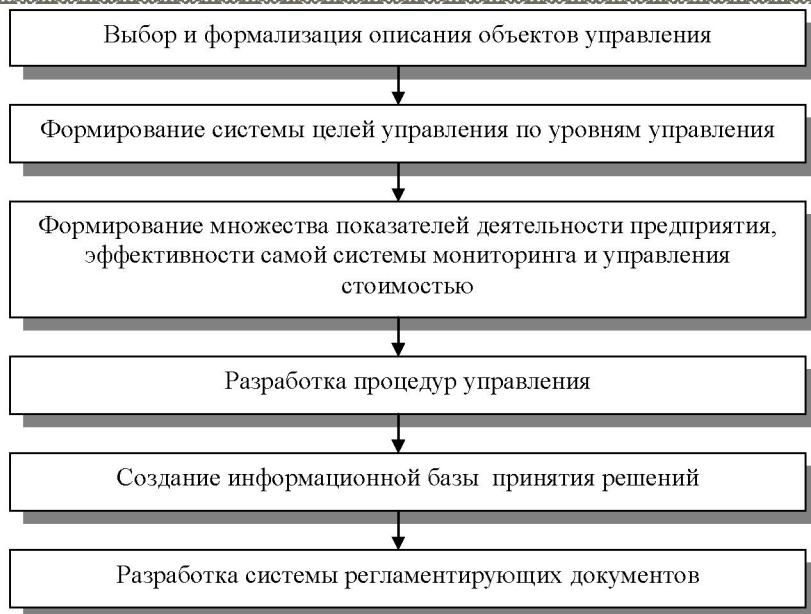 Выбор и формализация описания объектов управления
Формирование системы целей управления по уровням управления
Формирование множества показателей деятельности предприятия,
эффективности самой системы мониторинга и управления
стоимостью
Разработка процедур управления
Создание информационной базы принятия решений
Разработка системы регламентирующих документов